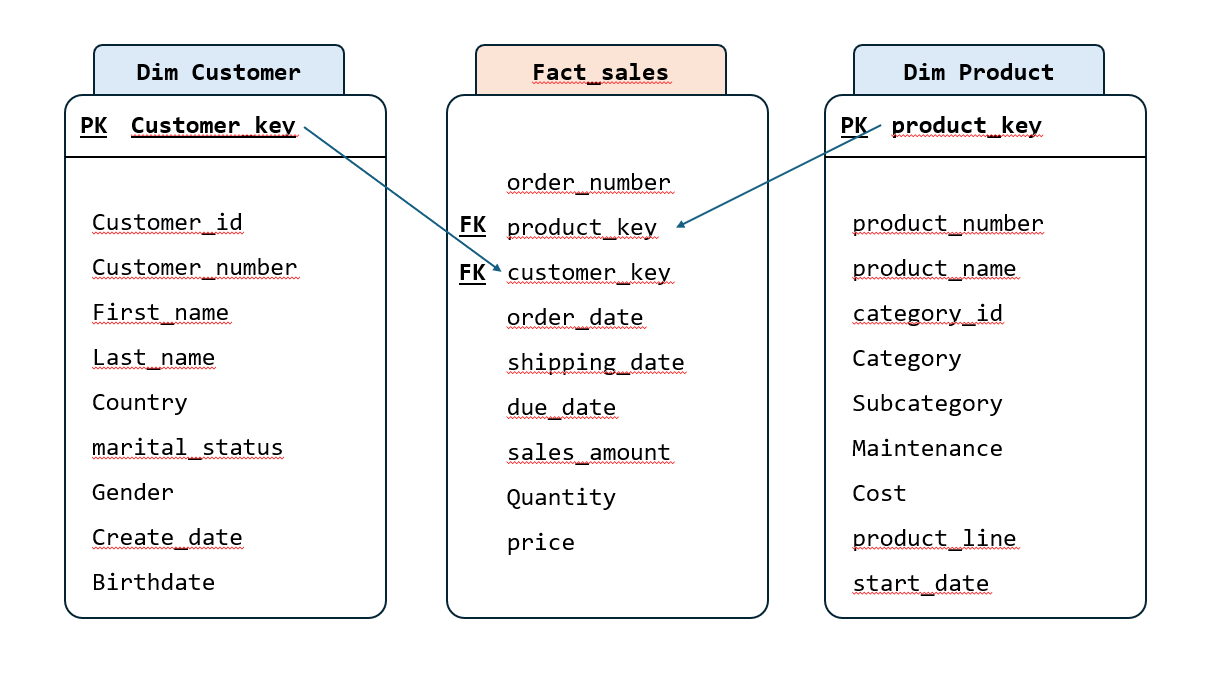 Dim Customer
PK Customer_key
Customer_id
Customer_number
First_name
Last_name
Country
marital_status
Gender
Create_date
Birthdate
Fact_sales
order_number
FK product_key
FK customer_key
order_date
shipping_date
due_date
sales_amount
Quantity
price
Dim Product
PK product_key
product_number
product_name
category_id
Category
Subcategory
Maintenance
Cost
product_line
start_date